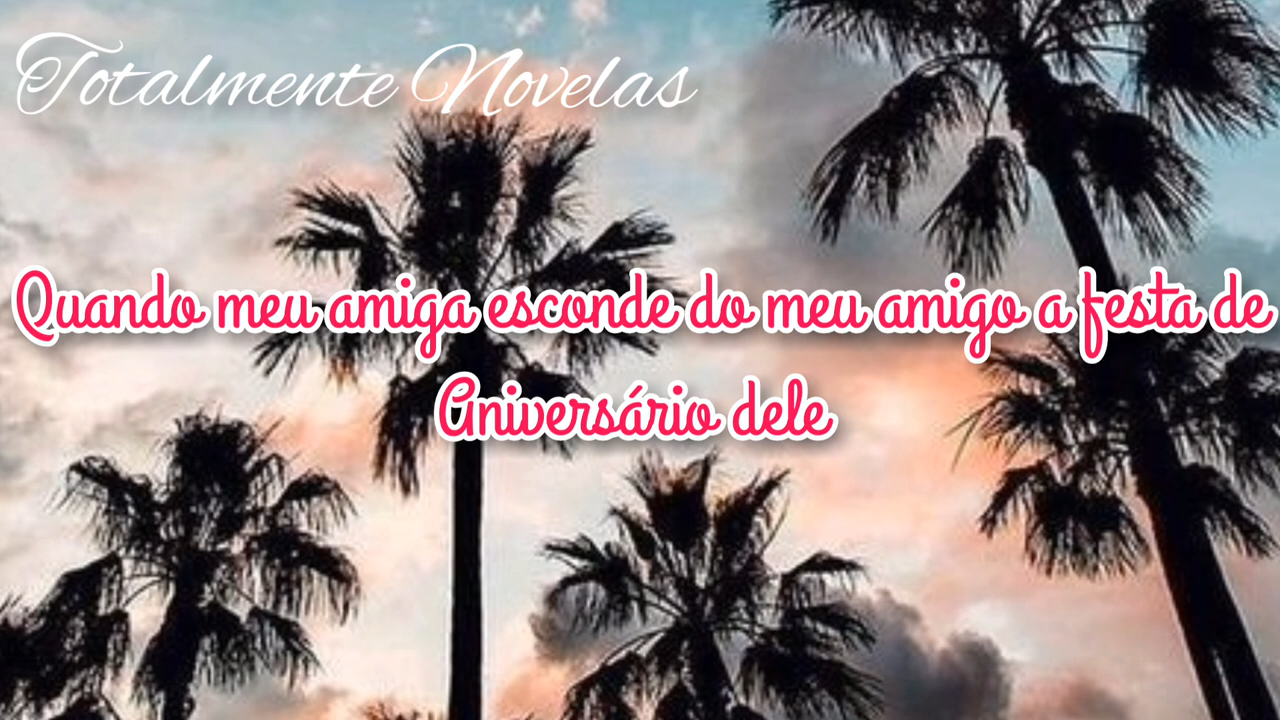 Totalmente Novelas
Quando meu amiga esconde do meu amigo a festa de
Aniversário dele